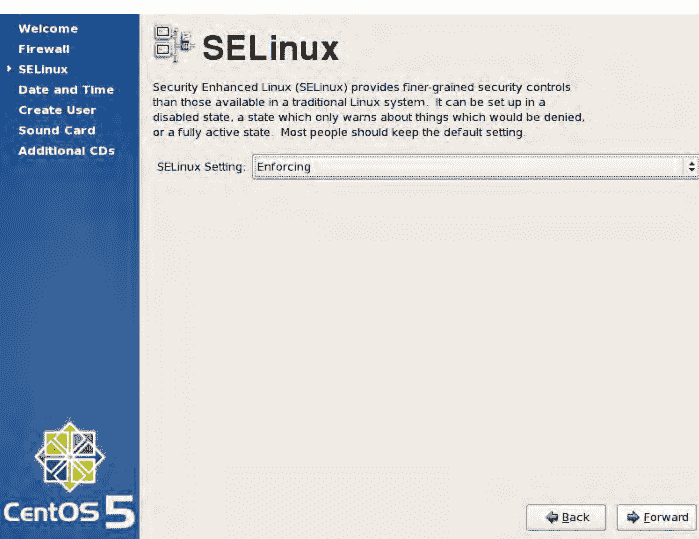 Welcome
Firewall
SELinux
Date and Time
Create User
Sound Card
Additional CDs
CentOS 5
SELinux
Security Enhanced Linux (SELinux) provides finer-grained security controls
than those available in a traditional Linux system. It can be set up in a
disabled state, a state which only warns about things which would be denied,
or a fully active state. Most people should keep the default setting.
SELinux Setting: Enforcing
Back Forward